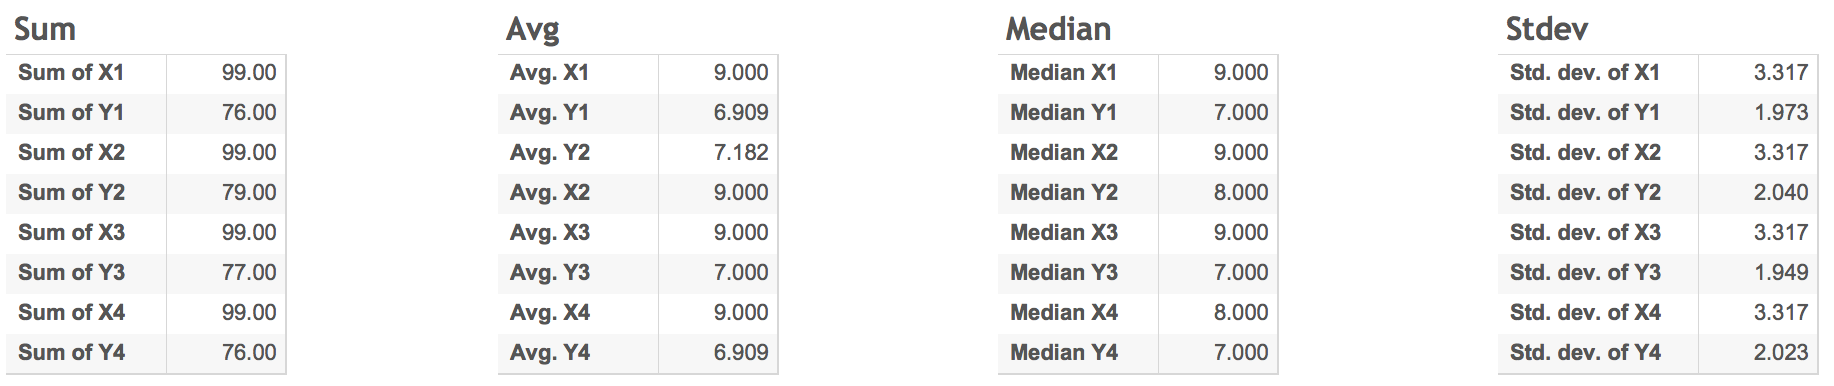 Sum
Sum of X1 99.00
Sum of Y1 76.00
Sum of X2 99.00
Sum of Y2 79.00
Sum of X3 99.00
Sum of Y3 77.00
Sum of X4 99.00
Sum of Y4 76.00
Avg
Avg. X1 9.000
Avg. Y1 6.909
Avg. Y2 7.182
Avg. X2 9.000
Avg. X3 9.000
Avg. Y3 7.000
Avg. X4 9.000
Avg. Y4 6.909
Median
Median X1 9.000
Median Y1 7.000
Median X2 9.000
Median Y2 8.000
Median X3 9.000
Median Y3 7.000
Median X4 8.000
Median Y4 7.000
Stdev
Std. dev. of X1 3.317
Std. dev. of Y1 1.973
Std. dev. of X2 3.317
Std. dev. of Y2 2.040
Std. dev. of X3 3.317
Std. dev. of Y3 1.949
Std. dev. of X4 3.317
Std. dev. of Y4 2.023